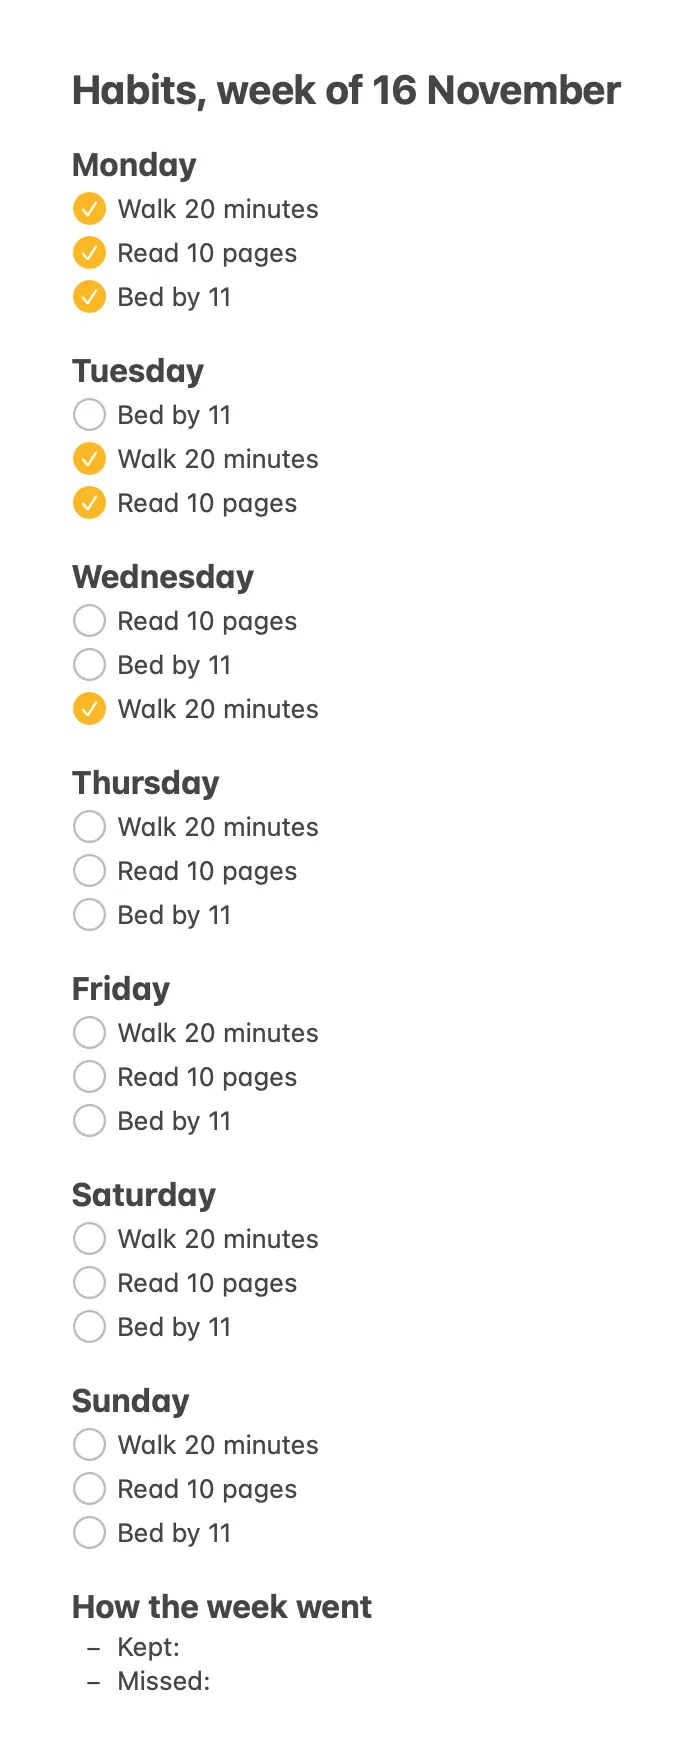 Habits, week of 16 November
Monday
Walk 20 minutes
Read 10 pages
Bed by 11
Tuesday
Bed by 11
Walk 20 minutes
Read 10 pages
Wednesday
Read 10 pages
Bed by 11
Walk 20 minutes
Thursday
Walk 20 minutes
Read 10 pages
Bed by 11
Friday
Walk 20 minutes
Read 10 pages
Bed by 11
Saturday
Walk 20 minutes
Read 10 pages
Bed by 11
Sunday
Walk 20 minutes
Read 10 pages
Bed by 11
How the week went
– Kept:
– Missed: